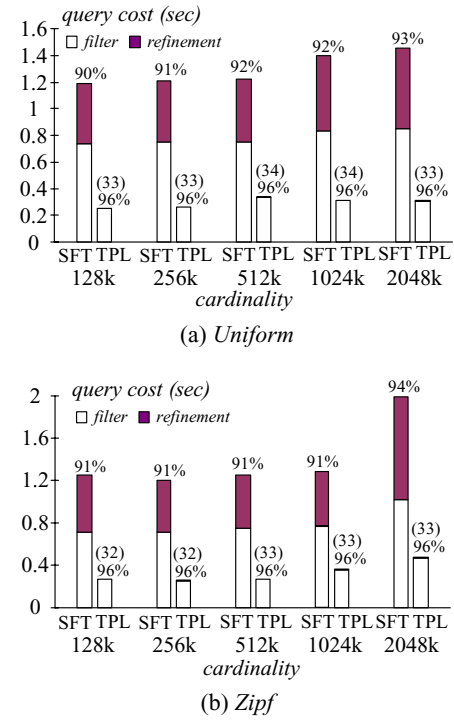 query cost (sec)
filter refinement
1.6
1.4
1.2
1
0.8
0.6
0.4
0.2
0
90% 91% 92% 92% 93%
(33) (33) (34) (34) (33)
96% 96% 96% 96% 96%
SFT TPL SFT TPL SFT TPL SFT TPL SFT TPL
128k 256k 512k 1024k 2048k
cardinality
(a) Uniform
query cost (sec)
filter refinement
2
1.6
1.2
0.8
0.4
0
91% 91% 91% 91% 94%
(32) (32) (33) (33) (33)
96% 96% 96% 96% 96%
SFT TPL SFT TPL SFT TPL SFT TPL SFT TPL
128k 256k 512k 1024k 2048k
cardinality
(b) Zipf